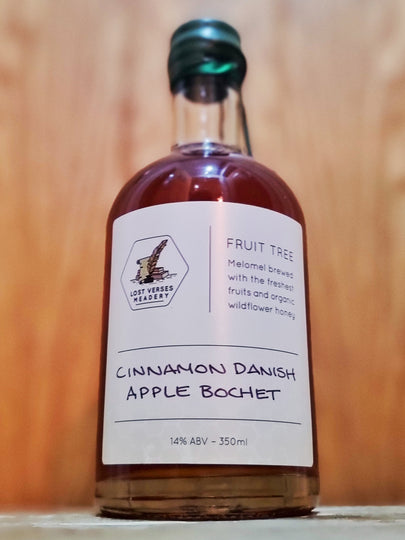 LOST VERSES
MEADERY
FRUIT TREE
Melomel brewed
with the freshest
fruits and organic
wildflower honey
CINNAMON DANISH
APPLE BOCHET
14% ABV – 350ml